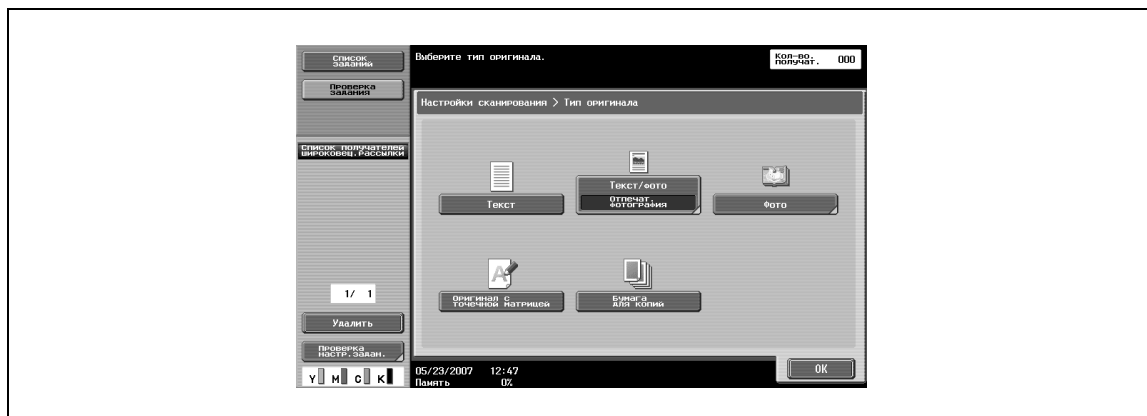 Список
заданий
Проверка
задания
Список получателей
широковещ.рассылки
1/ 1
Удалить
Проверка
настр.задан.
Y M C K
Выберите тип оригинала.
Кол-во.
получат. 000
Настройки сканирования > Тип оригинала
Текст
Текст/фото
Отпечат.
фотография
Фото
Оригинал с
точечной матрицей
Бумага
для копий
05/23/2007 12:47
Память 0%
OK